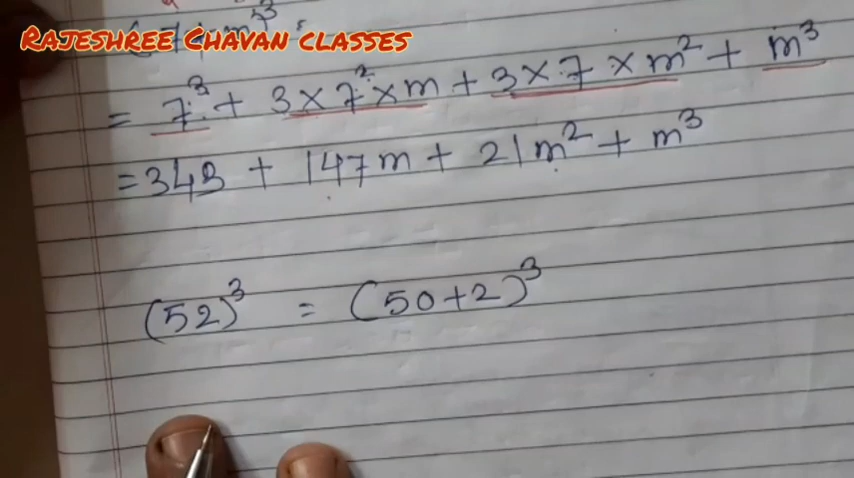 Rajeshree Chavan classes
= 7³ + 3×7²×m + 3×7×m² + m³
= 343 + 147m + 21m² + m³
(52)³ = (50+2)³